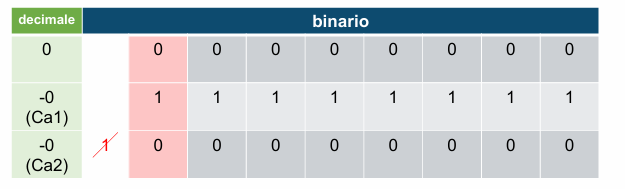 decimale binario
0 0 0 0 0 0 0 0 0
-0 (Ca1) 1 1 1 1 1 1 1 1
-0 (Ca2) 1 0 0 0 0 0 0 0 0